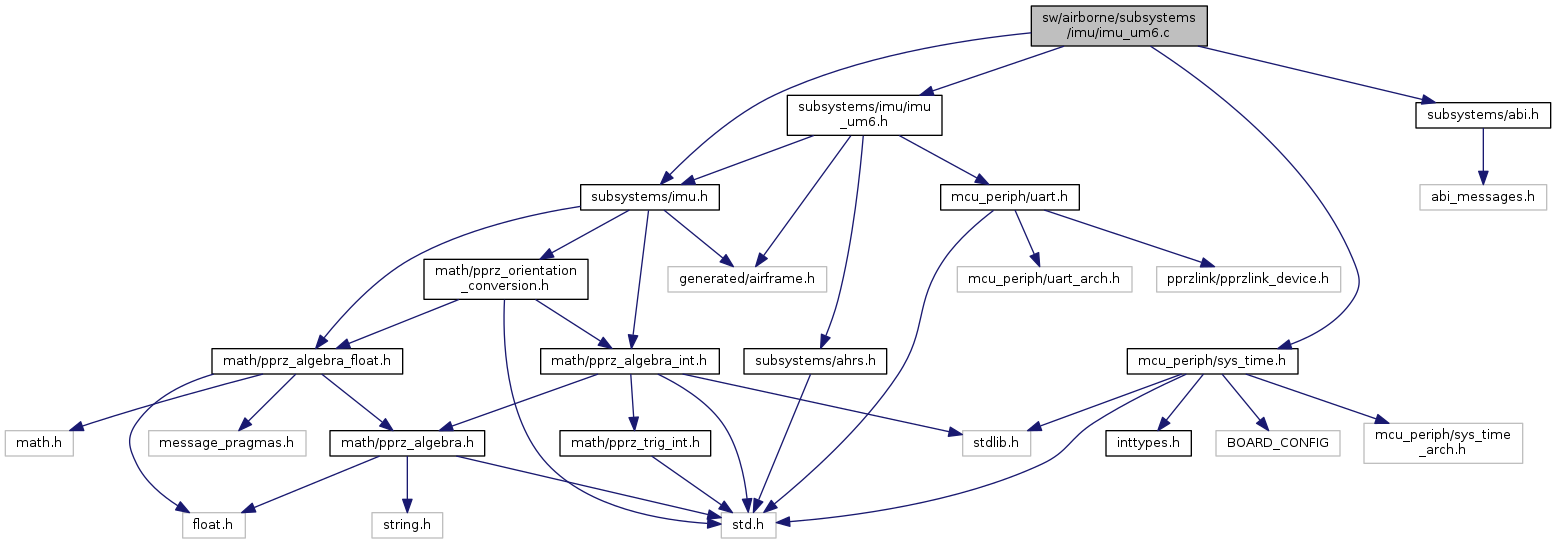 sw/airborne/subsystems
/imu/imu_um6.c
subsystems/imu/imu
_um6.h
subsystems/abi.h
subsystems/imu.h
mcu_periph/uart.h
abi_messages.h
math/pprz_orientation
_conversion.h
generated/airframe.h
mcu_periph/uart_arch.h
pprzlink/pprzlink_device.h
math/pprz_algebra_float.h
math/pprz_algebra_int.h
subsystems/ahrs.h
mcu_periph/sys_time.h
math.h
message_pragmas.h
math/pprz_algebra.h
math/pprz_trig_int.h
stdlib.h
inttypes.h
BOARD_CONFIG
mcu_periph/sys_time
_arch.h
float.h
string.h
std.h